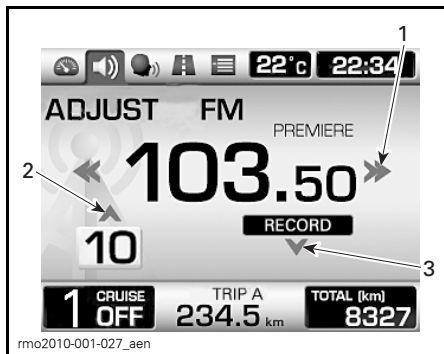 1
22°c 22:34
ADJUST FM
PREMIERE
103.50
2
10
RECORD
3
1 CRUISE OFF
TRIP A
234.5 km
TOTAL [km]
8327
rmo2010-001-027_aen